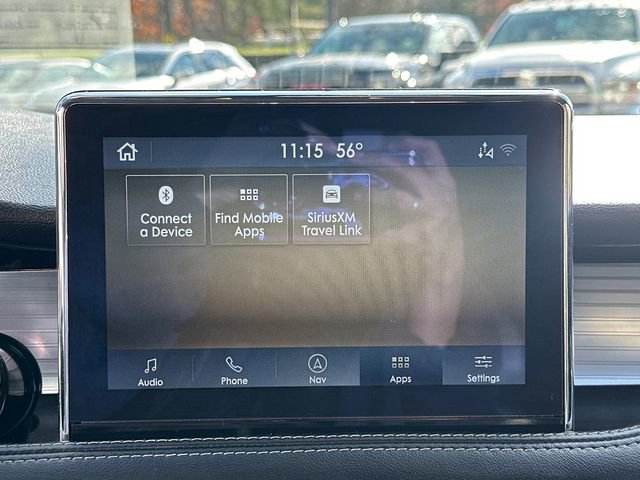 11:15 56°
Connect
a Device
Find Mobile
Apps
SiriusXM
Travel Link
Audio
Phone
Nav
Apps
Settings